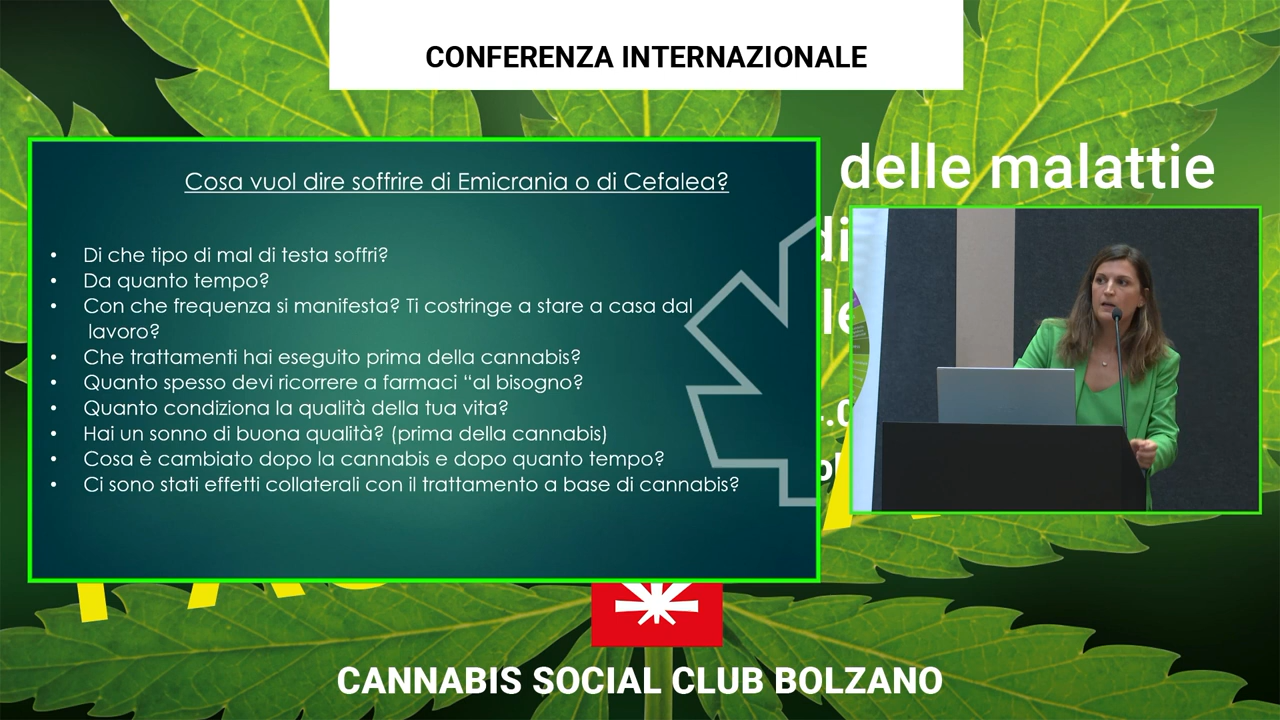 CONFERENZA INTERNAZIONALE
delle malattie
Cosa vuol dire soffrire di Emicrania o di Cefalea?
• Di che tipo di mal di testa soffri?
• Da quanto tempo?
• Con che frequenza si manifesta? Ti costringe a stare a casa dal
lavoro?
• Che trattamenti hai eseguito prima della cannabis?
• Quanto spesso devi ricorrere a farmaci “al bisogno?
• Quanto condiziona la qualità della tua vita?
• Hai un sonno di buona qualità? (prima della cannabis)
• Cosa è cambiato dopo la cannabis e dopo quanto tempo?
• Ci sono stati effetti collaterali con il trattamento a base di cannabis?
CANNABIS SOCIAL CLUB BOLZANO